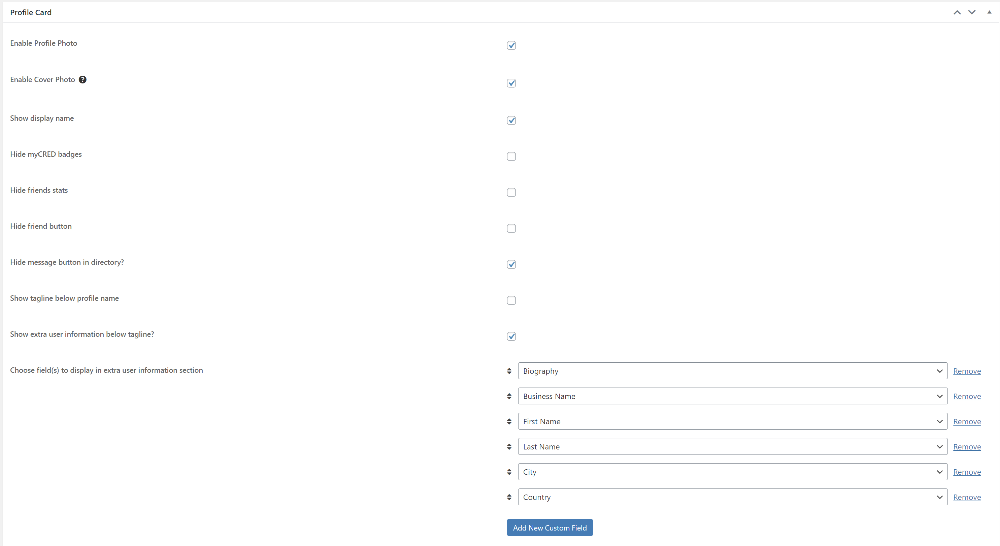 Profile Card
Enable Profile Photo
Enable Cover Photo ?
Show display name
Hide myCRED badges
Hide friends stats
Hide friend button
Hide message button in directory?
Show tagline below profile name
Show extra user information below tagline?
Choose field(s) to display in extra user information section
Biography Remove
Business Name Remove
First Name Remove
Last Name Remove
City Remove
Country Remove
Add New Custom Field